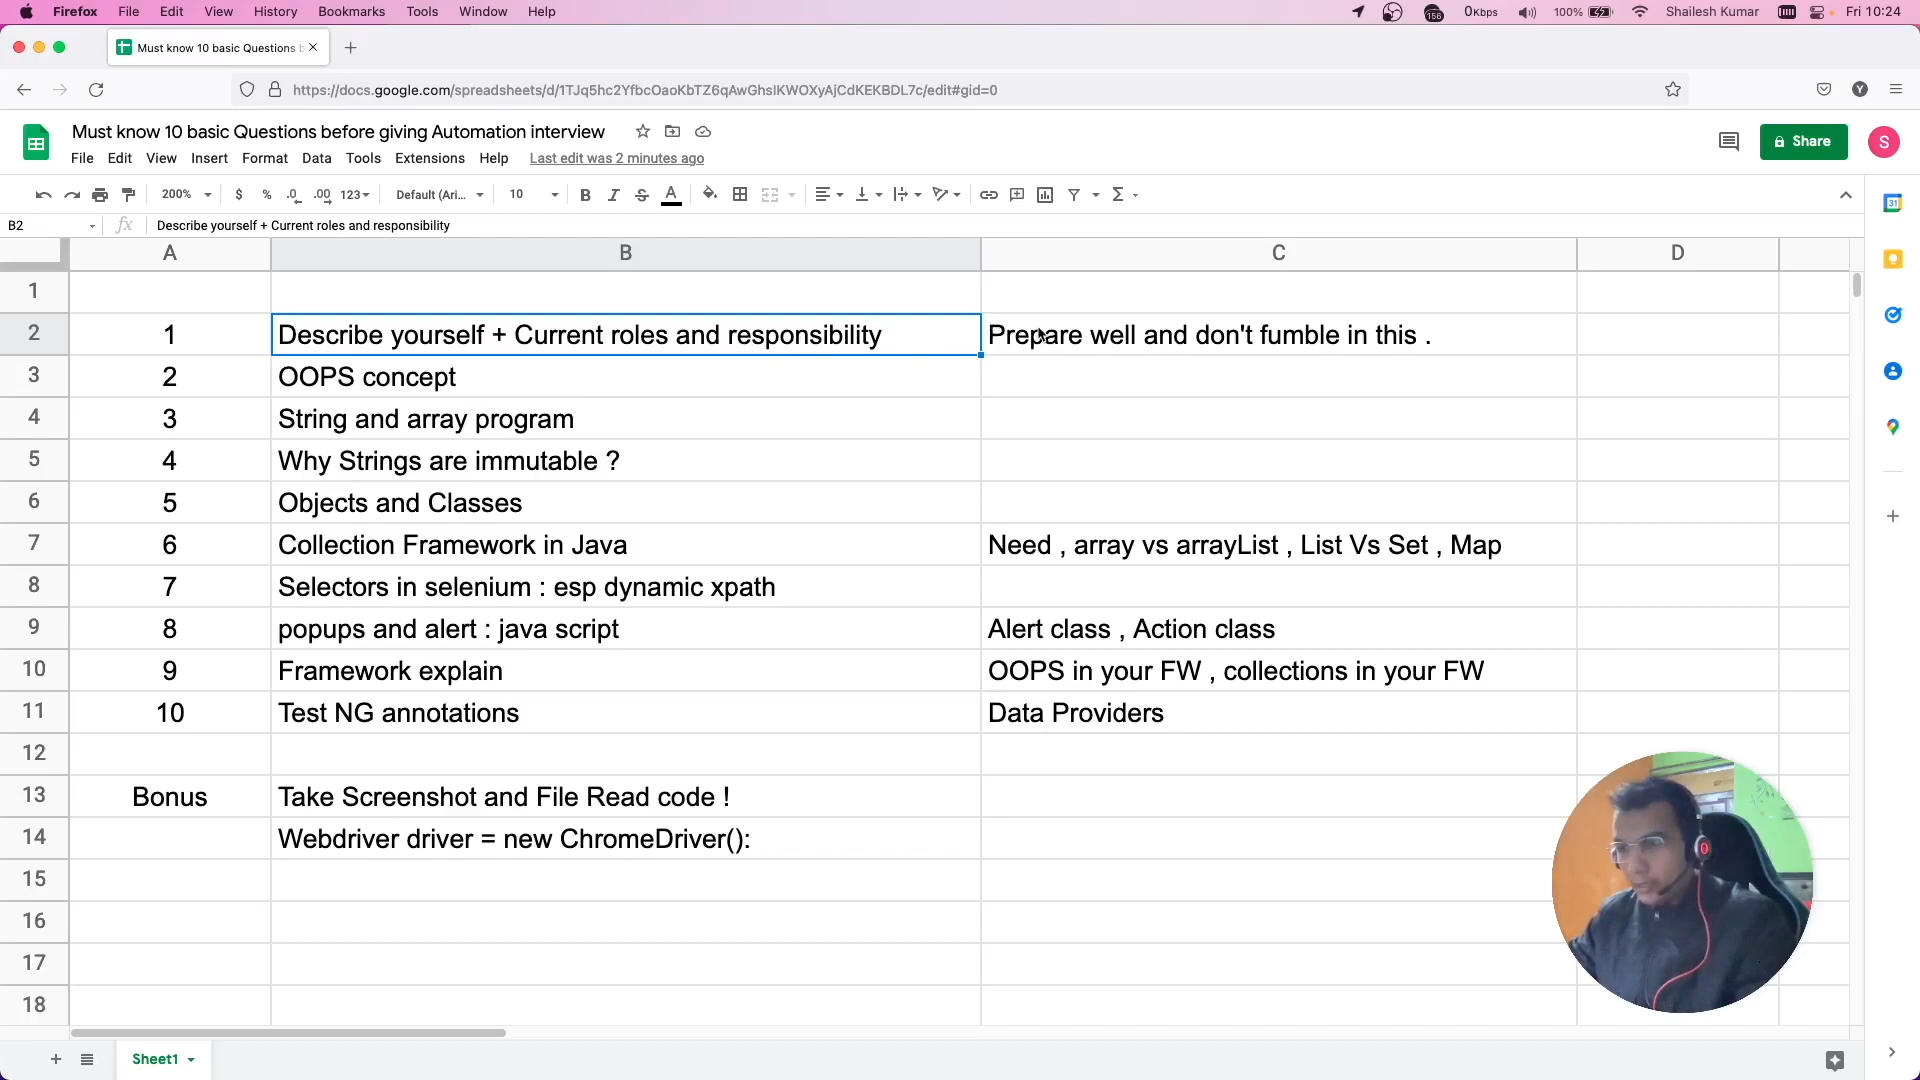 Firefox File Edit View History Bookmarks Tools Window Help 156 0Kbps 100% Shailesh Kumar Fri 10:24
Must know 10 basic Questions b
https://docs.google.com/spreadsheets/d/1TJq5hc2YfbcOaoKbTZ6qAwGhslKWOXyAjCdKEKBDL7c/edit#gid=0
Y
Must know 10 basic Questions before giving Automation interview
Share
S
File Edit View Insert Format Data Tools Extensions Help Last edit was 2 minutes ago
200% $ % .0 .00 123 Default (Ari... 10 B I S A
31
B2 fx Describe yourself + Current roles and responsibility
A B C D
1
2 1 Describe yourself + Current roles and responsibility Prepare well and don't fumble in this .
3 2 OOPS concept
4 3 String and array program
5 4 Why Strings are immutable ?
6 5 Objects and Classes
7 6 Collection Framework in Java Need , array vs arrayList , List Vs Set , Map
8 7 Selectors in selenium : esp dynamic xpath
9 8 popups and alert : java script Alert class , Action class
10 9 Framework explain OOPS in your FW , collections in your FW
11 10 Test NG annotations Data Providers
12
13 Bonus Take Screenshot and File Read code !
14 Webdriver driver = new ChromeDriver():
15
16
17
18
Sheet1